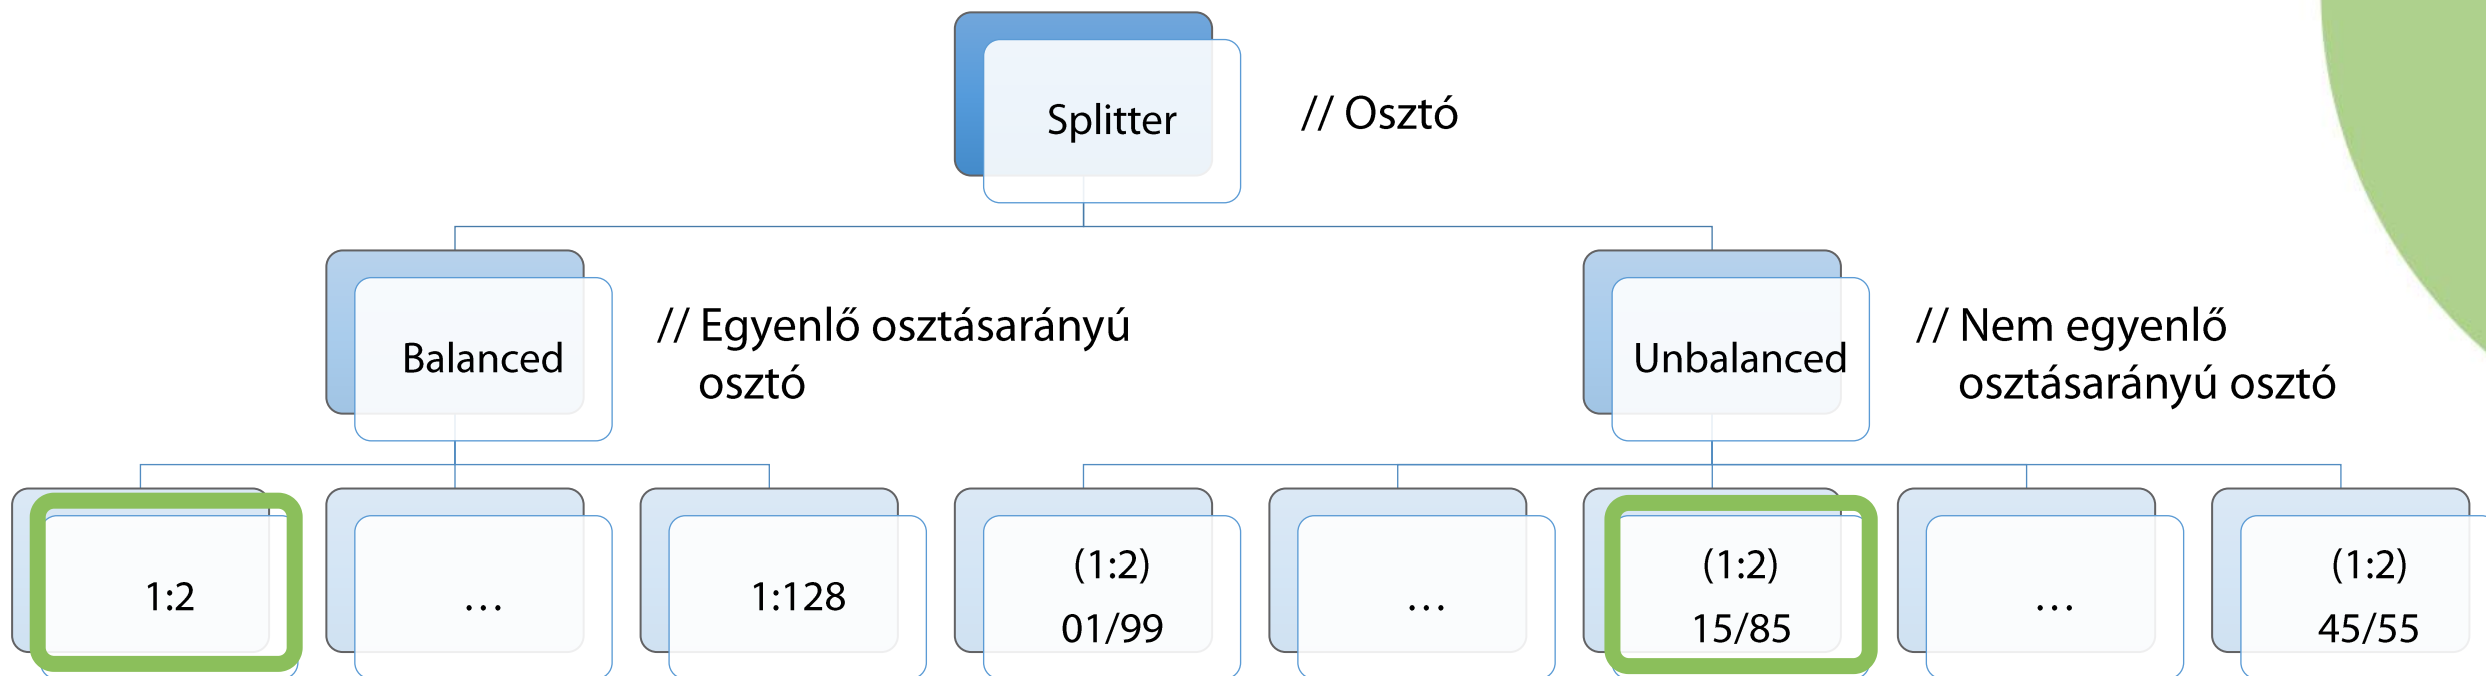 Splitter
// Osztó
Balanced
// Egyenlő osztásarányú
osztó
Unbalanced
// Nem egyenlő
osztásarányú osztó
1:2
…
1:128
(1:2)
01/99
…
(1:2)
15/85
…
(1:2)
45/55